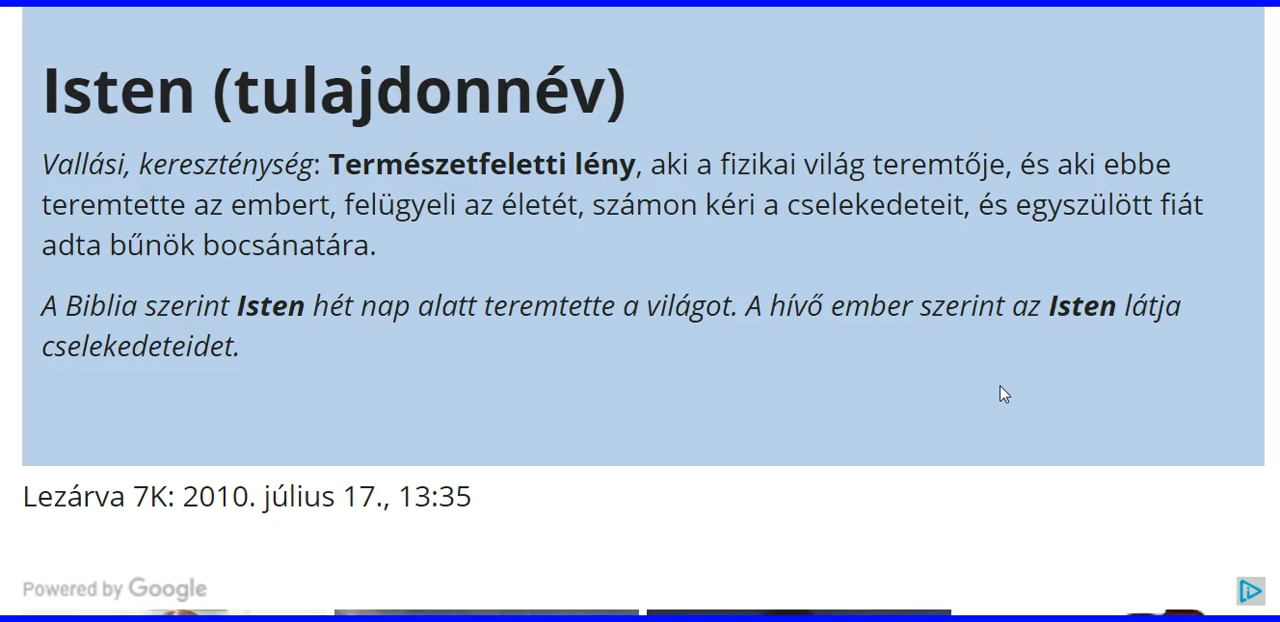 Isten (tulajdonnév)
Vallási, kereszténység: Természetfeletti lény, aki a fizikai világ teremtője, és aki ebbe
teremtette az embert, felügyeli az életét, számon kéri a cselekedeteit, és egyszülött fiát
adta bűnök bocsánatára.
A Biblia szerint Isten hét nap alatt teremtette a világot. A hívő ember szerint az Isten látja
cselekedeteidet.
Lezárva 7K: 2010. július 17., 13:35
Powered by Google